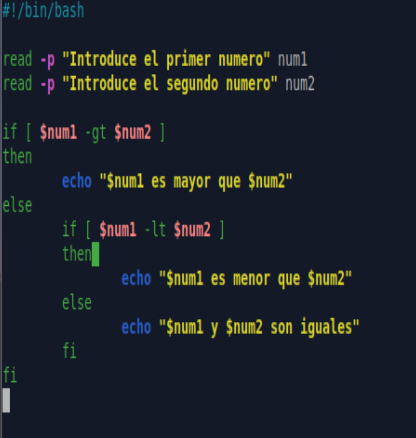 #!/bin/bash
read -p "Introduce el primer numero" num1
read -p "Introduce el segundo numero" num2
if [ $num1 -gt $num2 ]
then
echo "$num1 es mayor que $num2"
else
if [ $num1 -lt $num2 ]
then
echo "$num1 es menor que $num2"
else
echo "$num1 y $num2 son iguales"
fi
fi